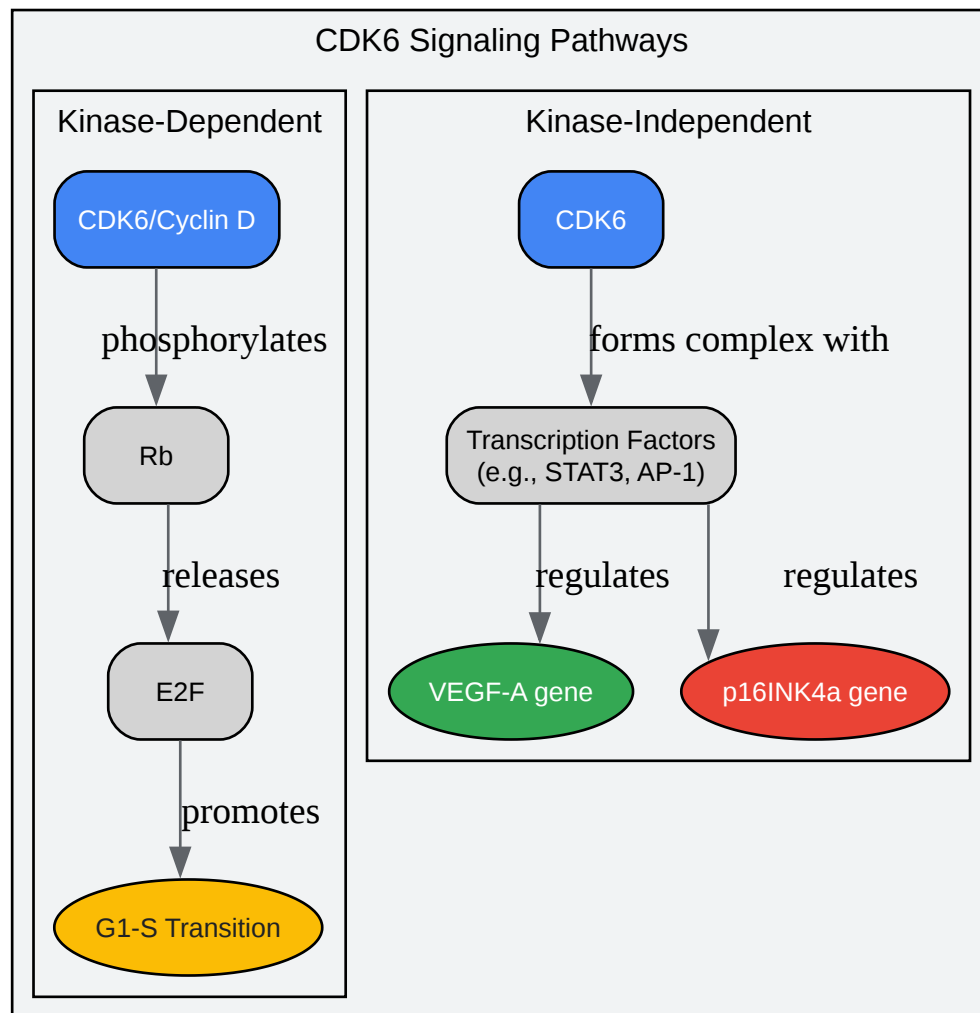 CDK6 Signaling Pathways
Kinase-Dependent
CDK6/Cyclin D
phosphorylates
Rb
releases
E2F
promotes
G1-S Transition
Kinase-Independent
CDK6
forms complex with
Transcription Factors
(e.g., STAT3, AP-1)
regulates
regulates
VEGF-A gene
p16INK4a gene